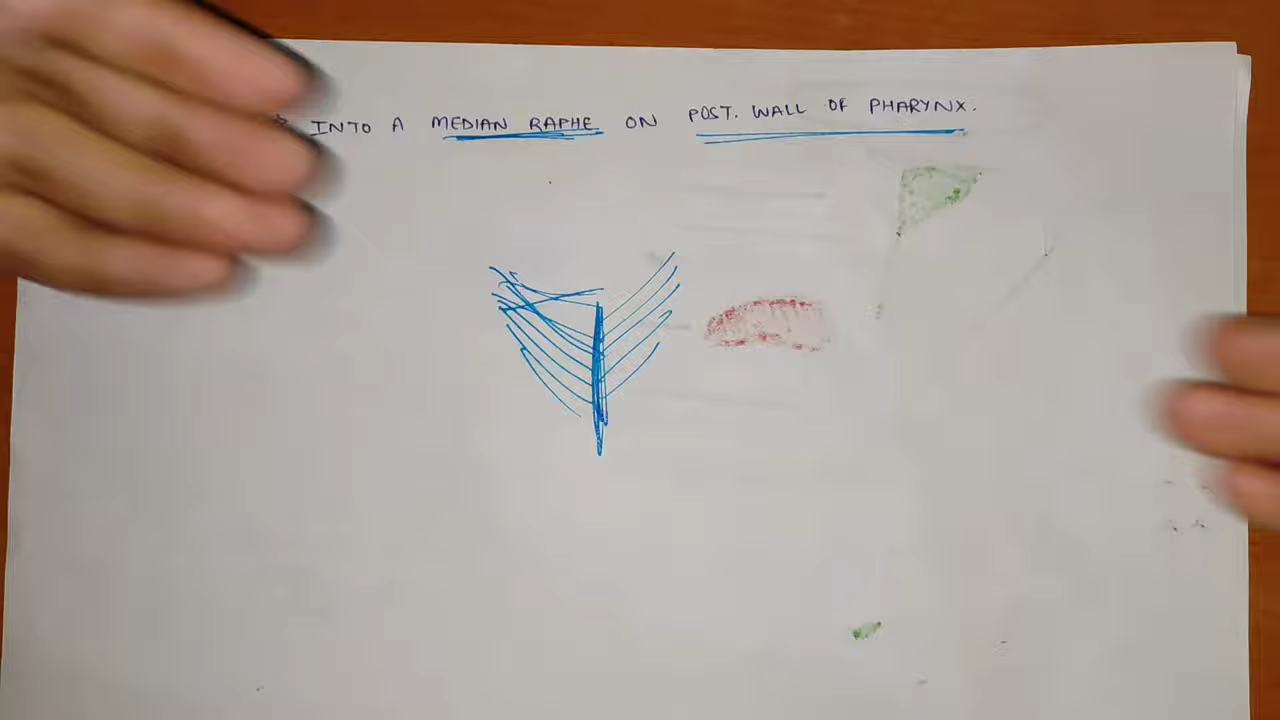 INTO A MEDIAN RAPHE ON POST. WALL OF PHARYNX.